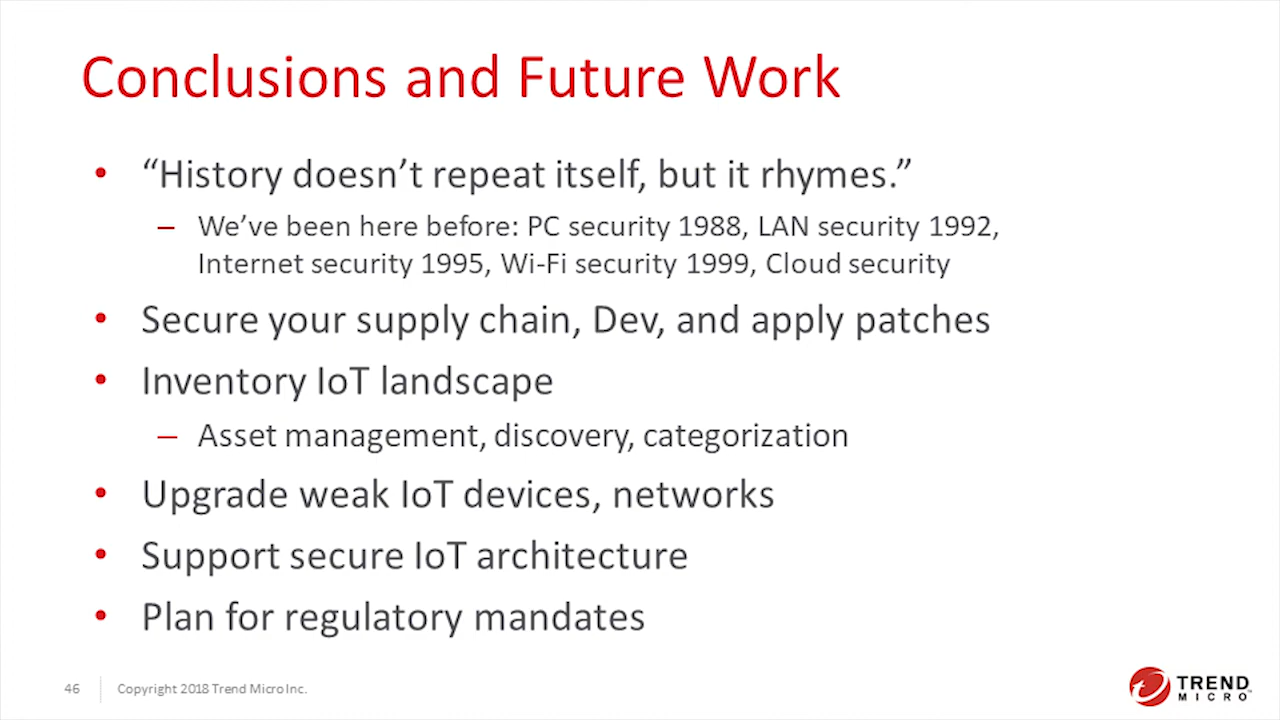 Conclusions and Future Work
• “History doesn’t repeat itself, but it rhymes.”
– We’ve been here before: PC security 1988, LAN security 1992,
Internet security 1995, Wi-Fi security 1999, Cloud security
• Secure your supply chain, Dev, and apply patches
• Inventory IoT landscape
– Asset management, discovery, categorization
• Upgrade weak IoT devices, networks
• Support secure IoT architecture
• Plan for regulatory mandates
46
Copyright 2018 Trend Micro Inc.
TREND
MICRO™